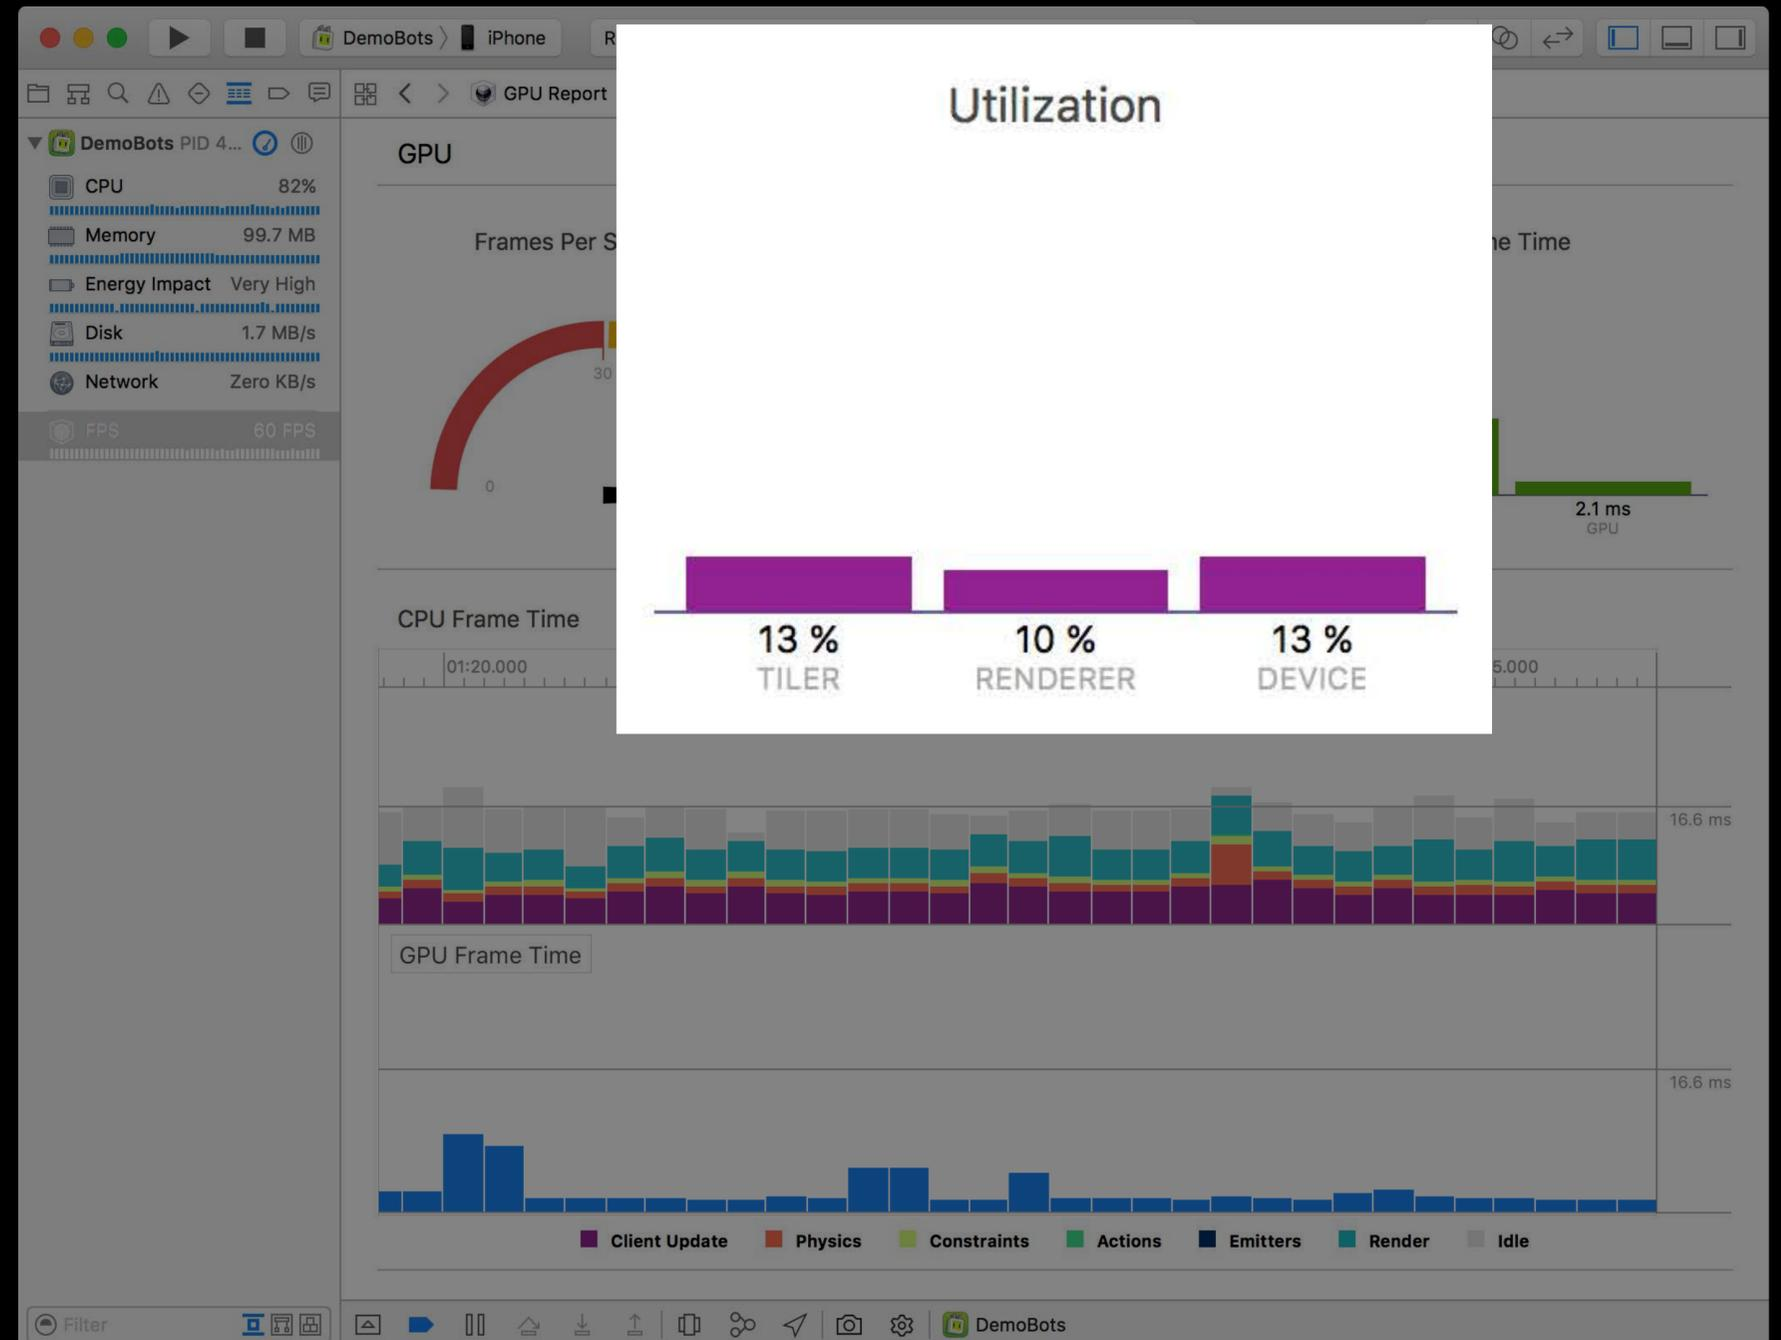 DemoBots 〉 iPhone
R
GPU Report
DemoBots PID 4...
CPU 82%
Memory 99.7 MB
Energy Impact Very High
Disk 1.7 MB/s
Network Zero KB/s
FPS 60 FPS
GPU
Frames Per S
30
0
Utilization
13 %
TILER
10 %
RENDERER
13 %
DEVICE
ne Time
2.1 ms
GPU
CPU Frame Time
01:20.000
5.000
16.6 ms
GPU Frame Time
16.6 ms
Client Update Physics Constraints Actions Emitters Render Idle
Filter
DemoBots